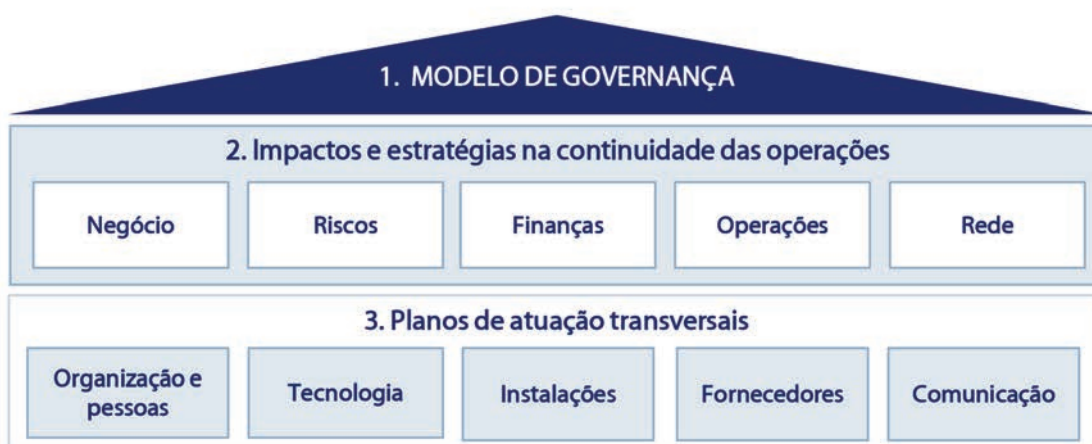 1. MODELO DE GOVERNANÇA
2. Impactos e estratégias na continuidade das operações
Negócio
Riscos
Finanças
Operações
Rede
3. Planos de atuação transversais
Organização e
pessoas
Tecnologia
Instalações
Fornecedores
Comunicação